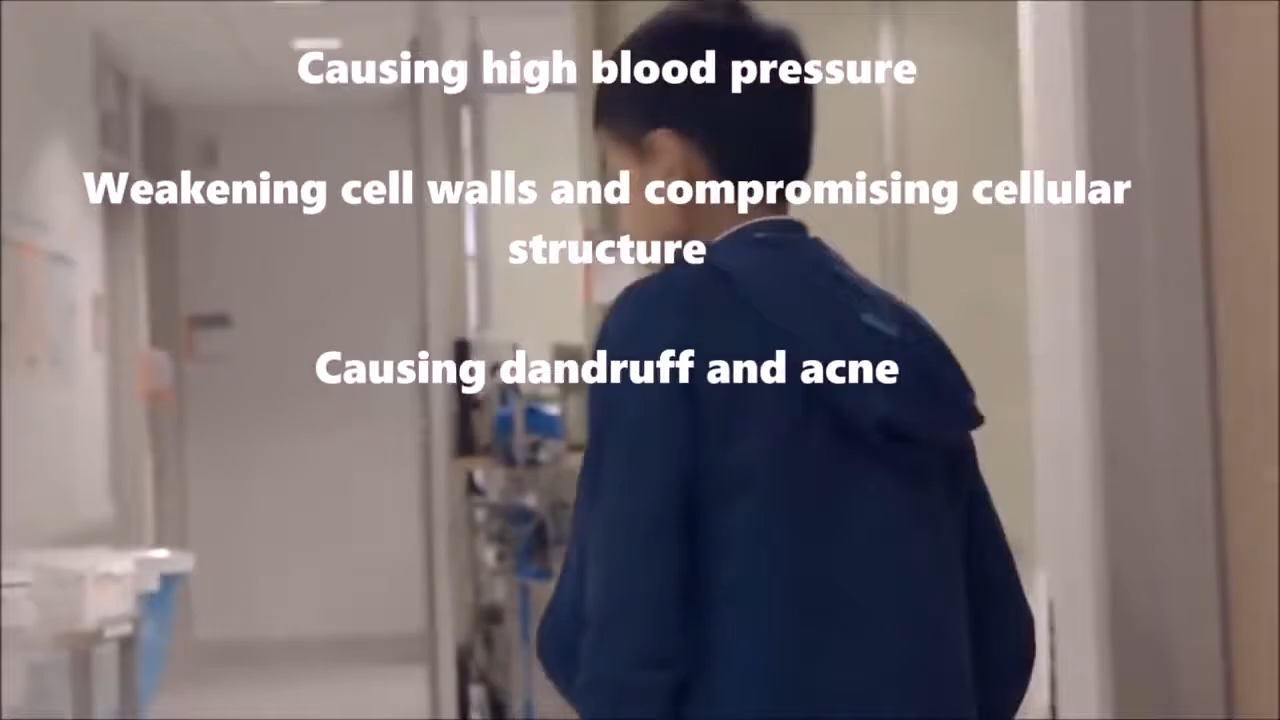 Causing high blood pressure
Weakening cell walls and compromising cellular
structure
Causing dandruff and acne